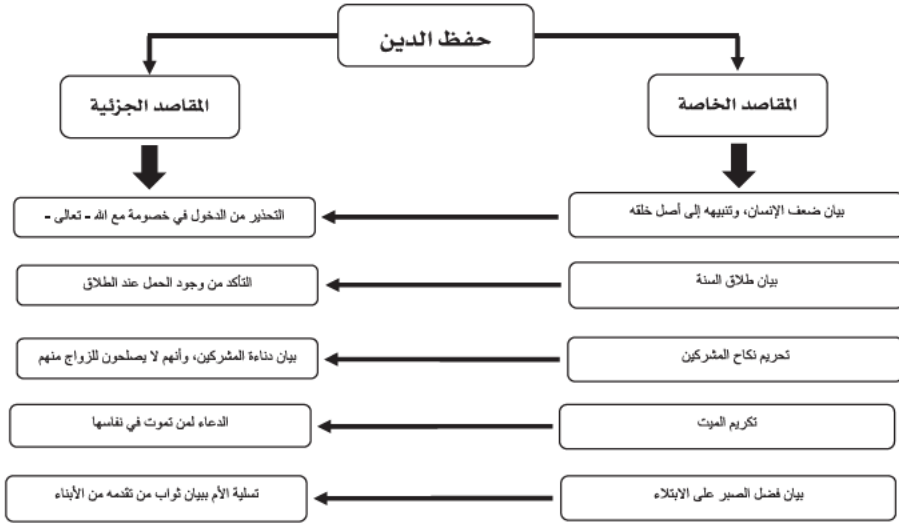 حفظ الدين
المقاصد الخاصة
المقاصد الجزئية
بيان ضعف الإنسان، وتنبيهه إلى أصل خلقه
التحذير من الدخول في خصومة مع الله - تعالى -
بيان طلاق السنة
التأكد من وجود الحمل عند الطلاق
تحريم نكاح المشركين
بيان دناءة المشركين، وأنهم لا يصلحون للزواج منهم
تكريم الميت
الدعاء لمن تموت في نفاسها
بيان فضل الصبر على الابتلاء
تسلية الأم ببيان ثواب من تقدمه من الأبناء